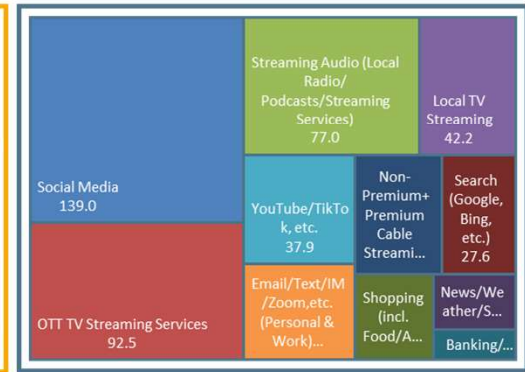 Social Media
139.0
OTT TV Streaming Services
92.5
Streaming Audio (Local
Radio/
Podcasts/Streaming
Services)
77.0
Local TV
Streaming
42.2
YouTube/TikTo
k, etc.
37.9
Non-
Premium+
Premium
Cable
Streami...
Search
(Google,
Bing,
etc.)
27.6
Email/Text/IM
/Zoom,etc.
(Personal &
Work)...
Shopping
(incl.
Food/A...
News/We
ather/S...
Banking/...